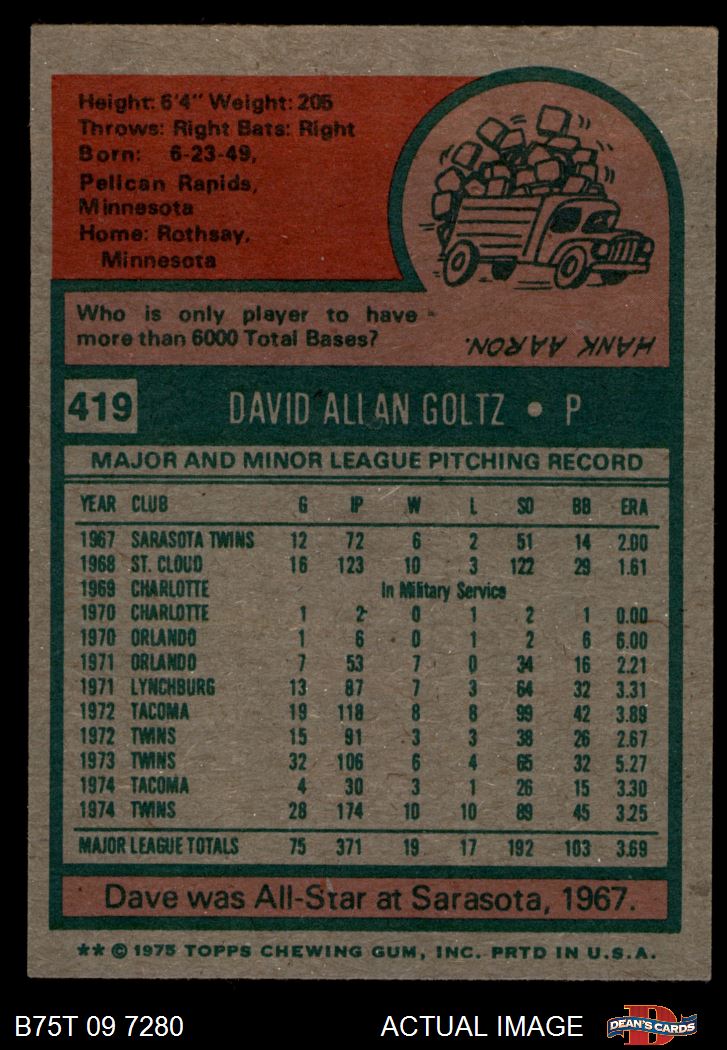 Height: 6'4" Weight: 205
Throws: Right Bats: Right
Born: 6-23-49,
Pelican Rapids,
Minnesota
Home: Rothsay,
Minnesota
Who is only player to have
more than 6000 Total Bases?
HANK AARON.
419 DAVID ALLAN GOLTZ • P
MAJOR AND MINOR LEAGUE PITCHING RECORD
YEAR CLUB G IP W L SO BB ERA
1967 SARASOTA TWINS 12 72 6 2 51 14 2.00
1968 ST. CLOUD 16 123 10 3 122 29 1.61
1969 CHARLOTTE In Military Service
1970 CHARLOTTE 1 2 0 1 2 1 0.00
1970 ORLANDO 1 6 0 1 2 6 6.00
1971 ORLANDO 7 53 7 0 34 16 2.21
1971 LYNCHBURG 13 87 7 3 64 32 3.31
1972 TACOMA 19 118 8 8 99 42 3.89
1972 TWINS 15 91 3 3 38 26 2.67
1973 TWINS 32 106 6 4 65 32 5.27
1974 TACOMA 4 30 3 1 26 15 3.30
1974 TWINS 28 174 10 10 89 45 3.25
MAJOR LEAGUE TOTALS 75 371 19 17 192 103 3.69
Dave was All-Star at Sarasota, 1967.
** © 1975 TOPPS CHEWING GUM, INC. PRTD IN U.S.A.
B75T 09 7280 ACTUAL IMAGE D DEAN'S CARDS